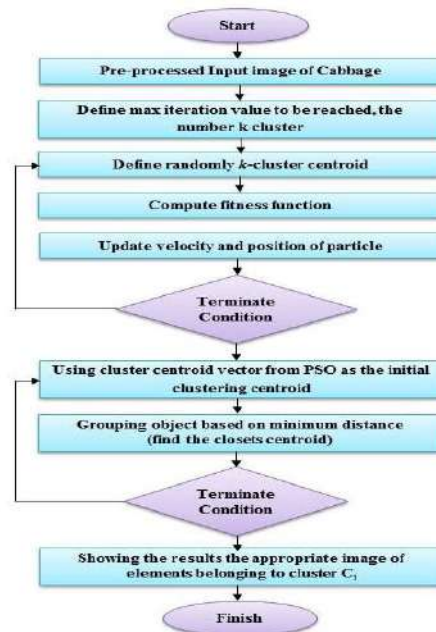 Start
Pre-processed Input image of Cabbage
Define max iteration value to be reached, the
number k cluster
Define randomly k-cluster centroid
Compute fitness function
Update velocity and position of particle
Terminate
Condition
Using cluster centroid vector from PSO as the initial
clustering centroid
Grouping object based on minimum distance
(find the closets centroid)
Terminate
Condition
Showing the results the appropriate image of
elements belonging to cluster Cj
Finish